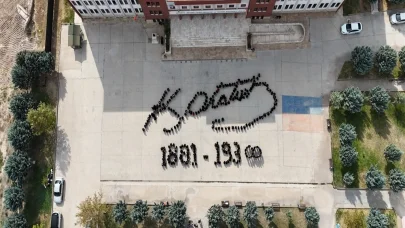 K. Atatürk
1881 - 193∞